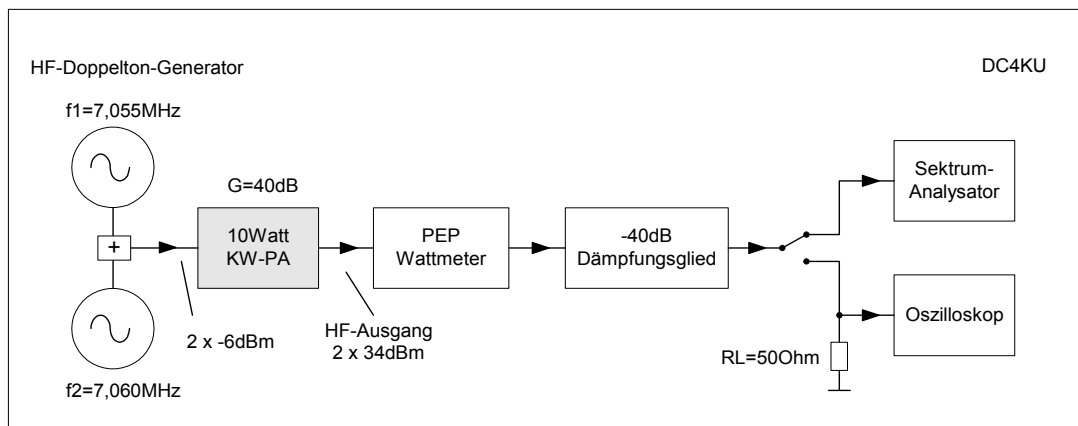 HF-Doppelton-Generator
DC4KU
f1=7,055MHz
G=40dB
+
10Watt
KW-PA
PEP
Wattmeter
-40dB
Dämpfungsglied
Sektrum-
Analysator
Oszilloskop
2 x -6dBm
HF-Ausgang
2 x 34dBm
RL=50Ohm
f2=7,060MHz